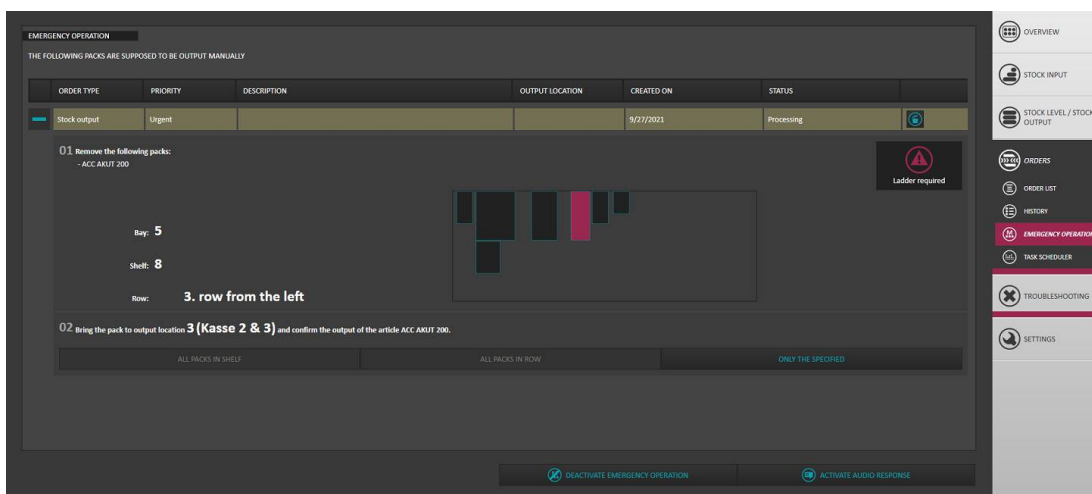 EMERGENCY OPERATION
THE FOLLOWING PACKS ARE SUPPOSED TO BE OUTPUT MANUALLY
ORDER TYPE PRIORITY DESCRIPTION OUTPUT LOCATION CREATED ON STATUS
Stock output Urgent 9/27/2021 Processing
01 Remove the following packs:
- ACC AKUT 200
Ladder required
Bay: 5
Shelf: 8
Row: 3. row from the left
02 Bring the pack to output location 3 (Kasse 2 & 3) and confirm the output of the article ACC AKUT 200.
ALL PACKS IN SHELF ALL PACKS IN ROW ONLY THE SPECIFIED
DEACTIVATE EMERGENCY OPERATION ACTIVATE AUDIO RESPONSE
OVERVIEW
STOCK INPUT
STOCK LEVEL / STOCK
OUTPUT
ORDERS
ORDER LIST
HISTORY
EMERGENCY OPERATION
TASK SCHEDULER
TROUBLESHOOTING
SETTINGS